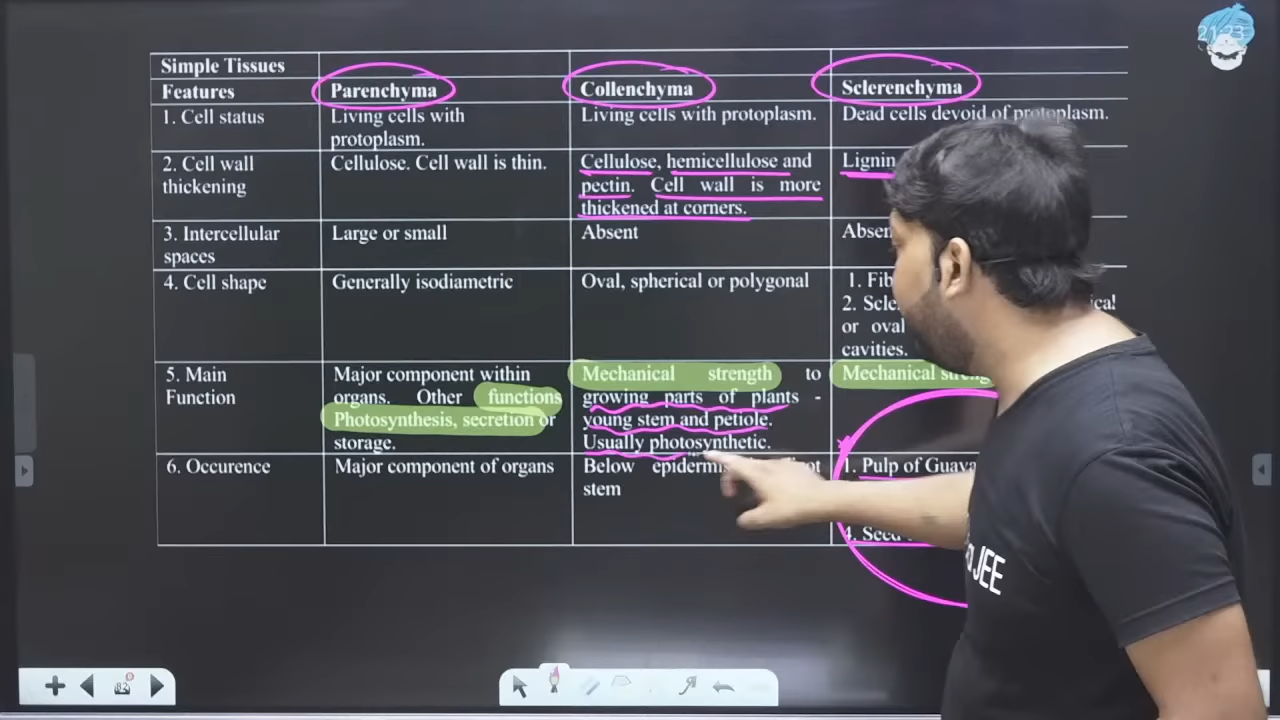 21:23
Simple Tissues
Features Parenchyma Collenchyma Sclerenchyma
1. Cell status Living cells with protoplasm. Living cells with protoplasm. Dead cells devoid of protoplasm.
2. Cell wall thickening Cellulose. Cell wall is thin. Cellulose, hemicellulose and pectin. Cell wall is more thickened at corners. Lignin
3. Intercellular spaces Large or small Absent
4. Cell shape Generally isodiametric Oval, spherical or polygonal 1. 2. or oval cavities.
5. Main Function Major component within organs. Other functions Photosynthesis, secretion or storage. Mechanical strength to growing parts of plants - young stem and petiole. Usually photosynthetic. Mechanical
6. Occurence Major component of organs Below stem 1. Pulp of 4.
JEE
83